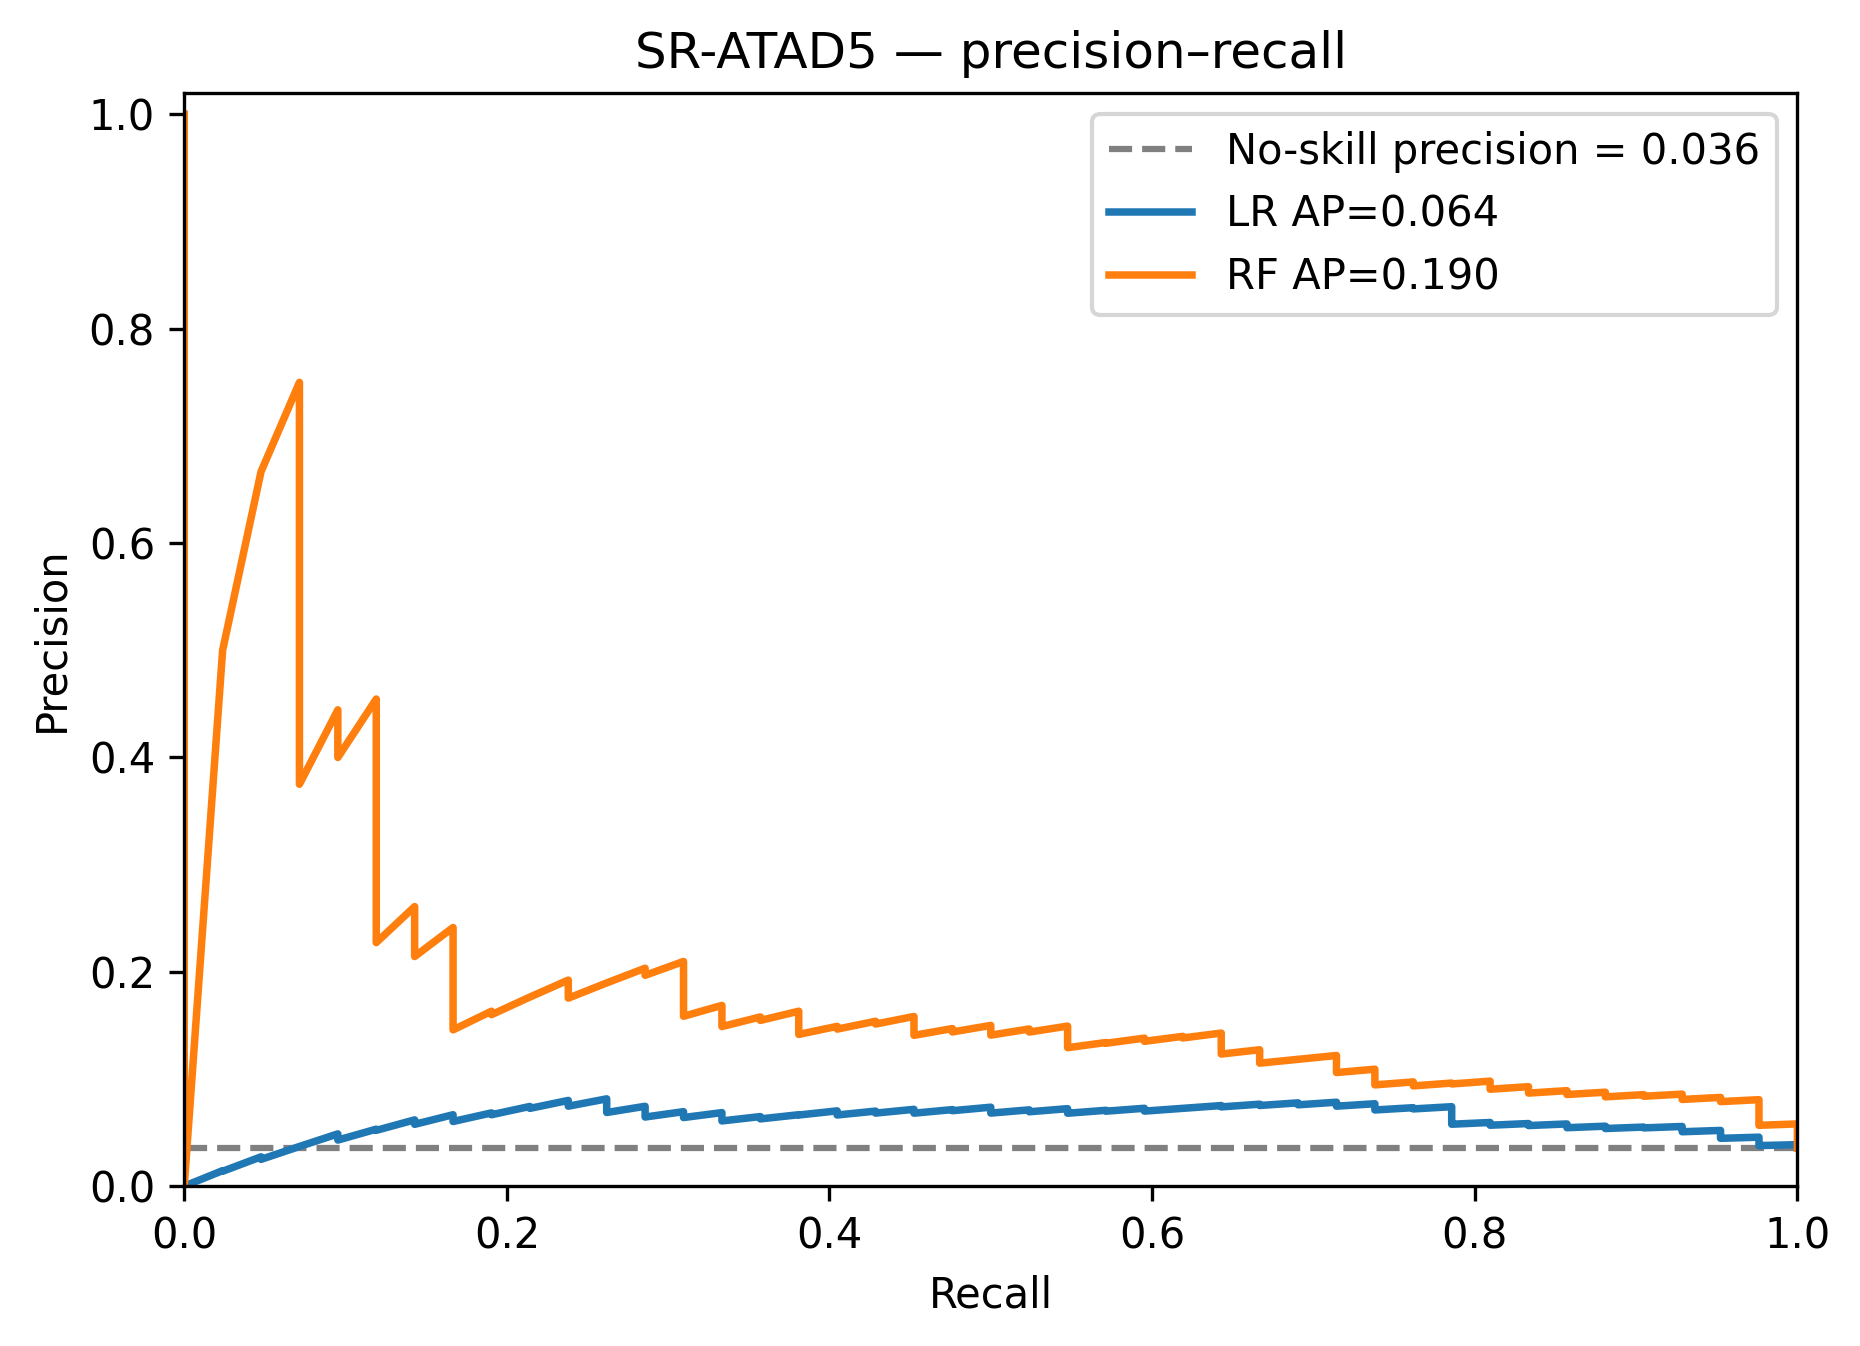 SR-ATAD5 — precision–recall
1.0
0.8
0.6
0.4
0.2
0.0
Precision
No-skill precision = 0.036
LR AP=0.064
RF AP=0.190
0.0 0.2 0.4 0.6 0.8 1.0
Recall